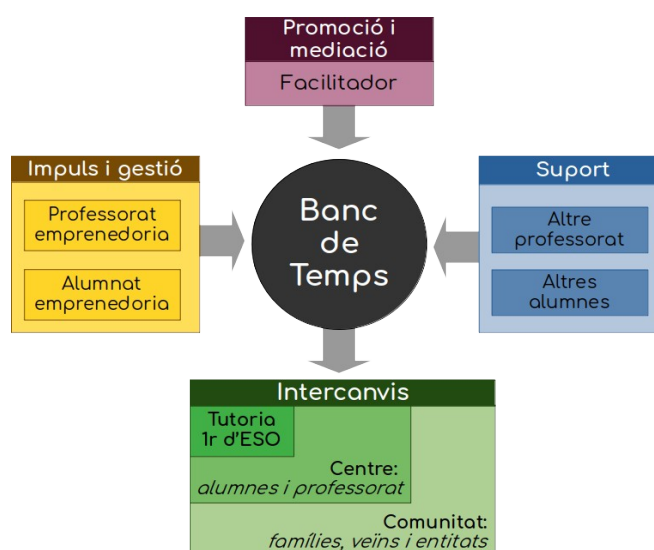 Promoció i
mediació
Facilitador
Impuls i gestió
Professorat
emprenedoria
Alumnat
emprenedoria
Banc
de
Temps
Suport
Altre
professorat
Altres
alumnes
Intercanvis
Tutoria
1r d'ESO
Centre:
alumnes i professorat
Comunitat:
famílies, veïns i entitats